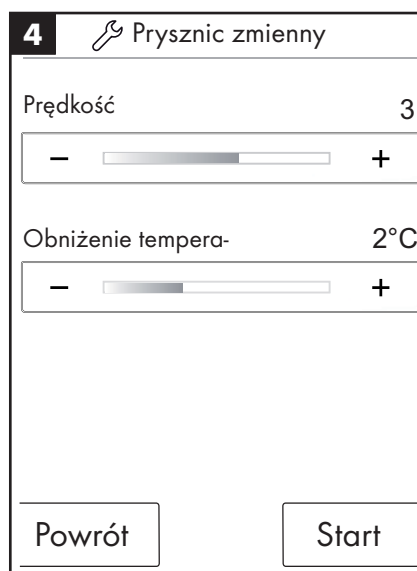 4 Prysznic zmienny
Prędkość 3
− +
Obniżenie tempera- 2°C
− +
Powrót Start